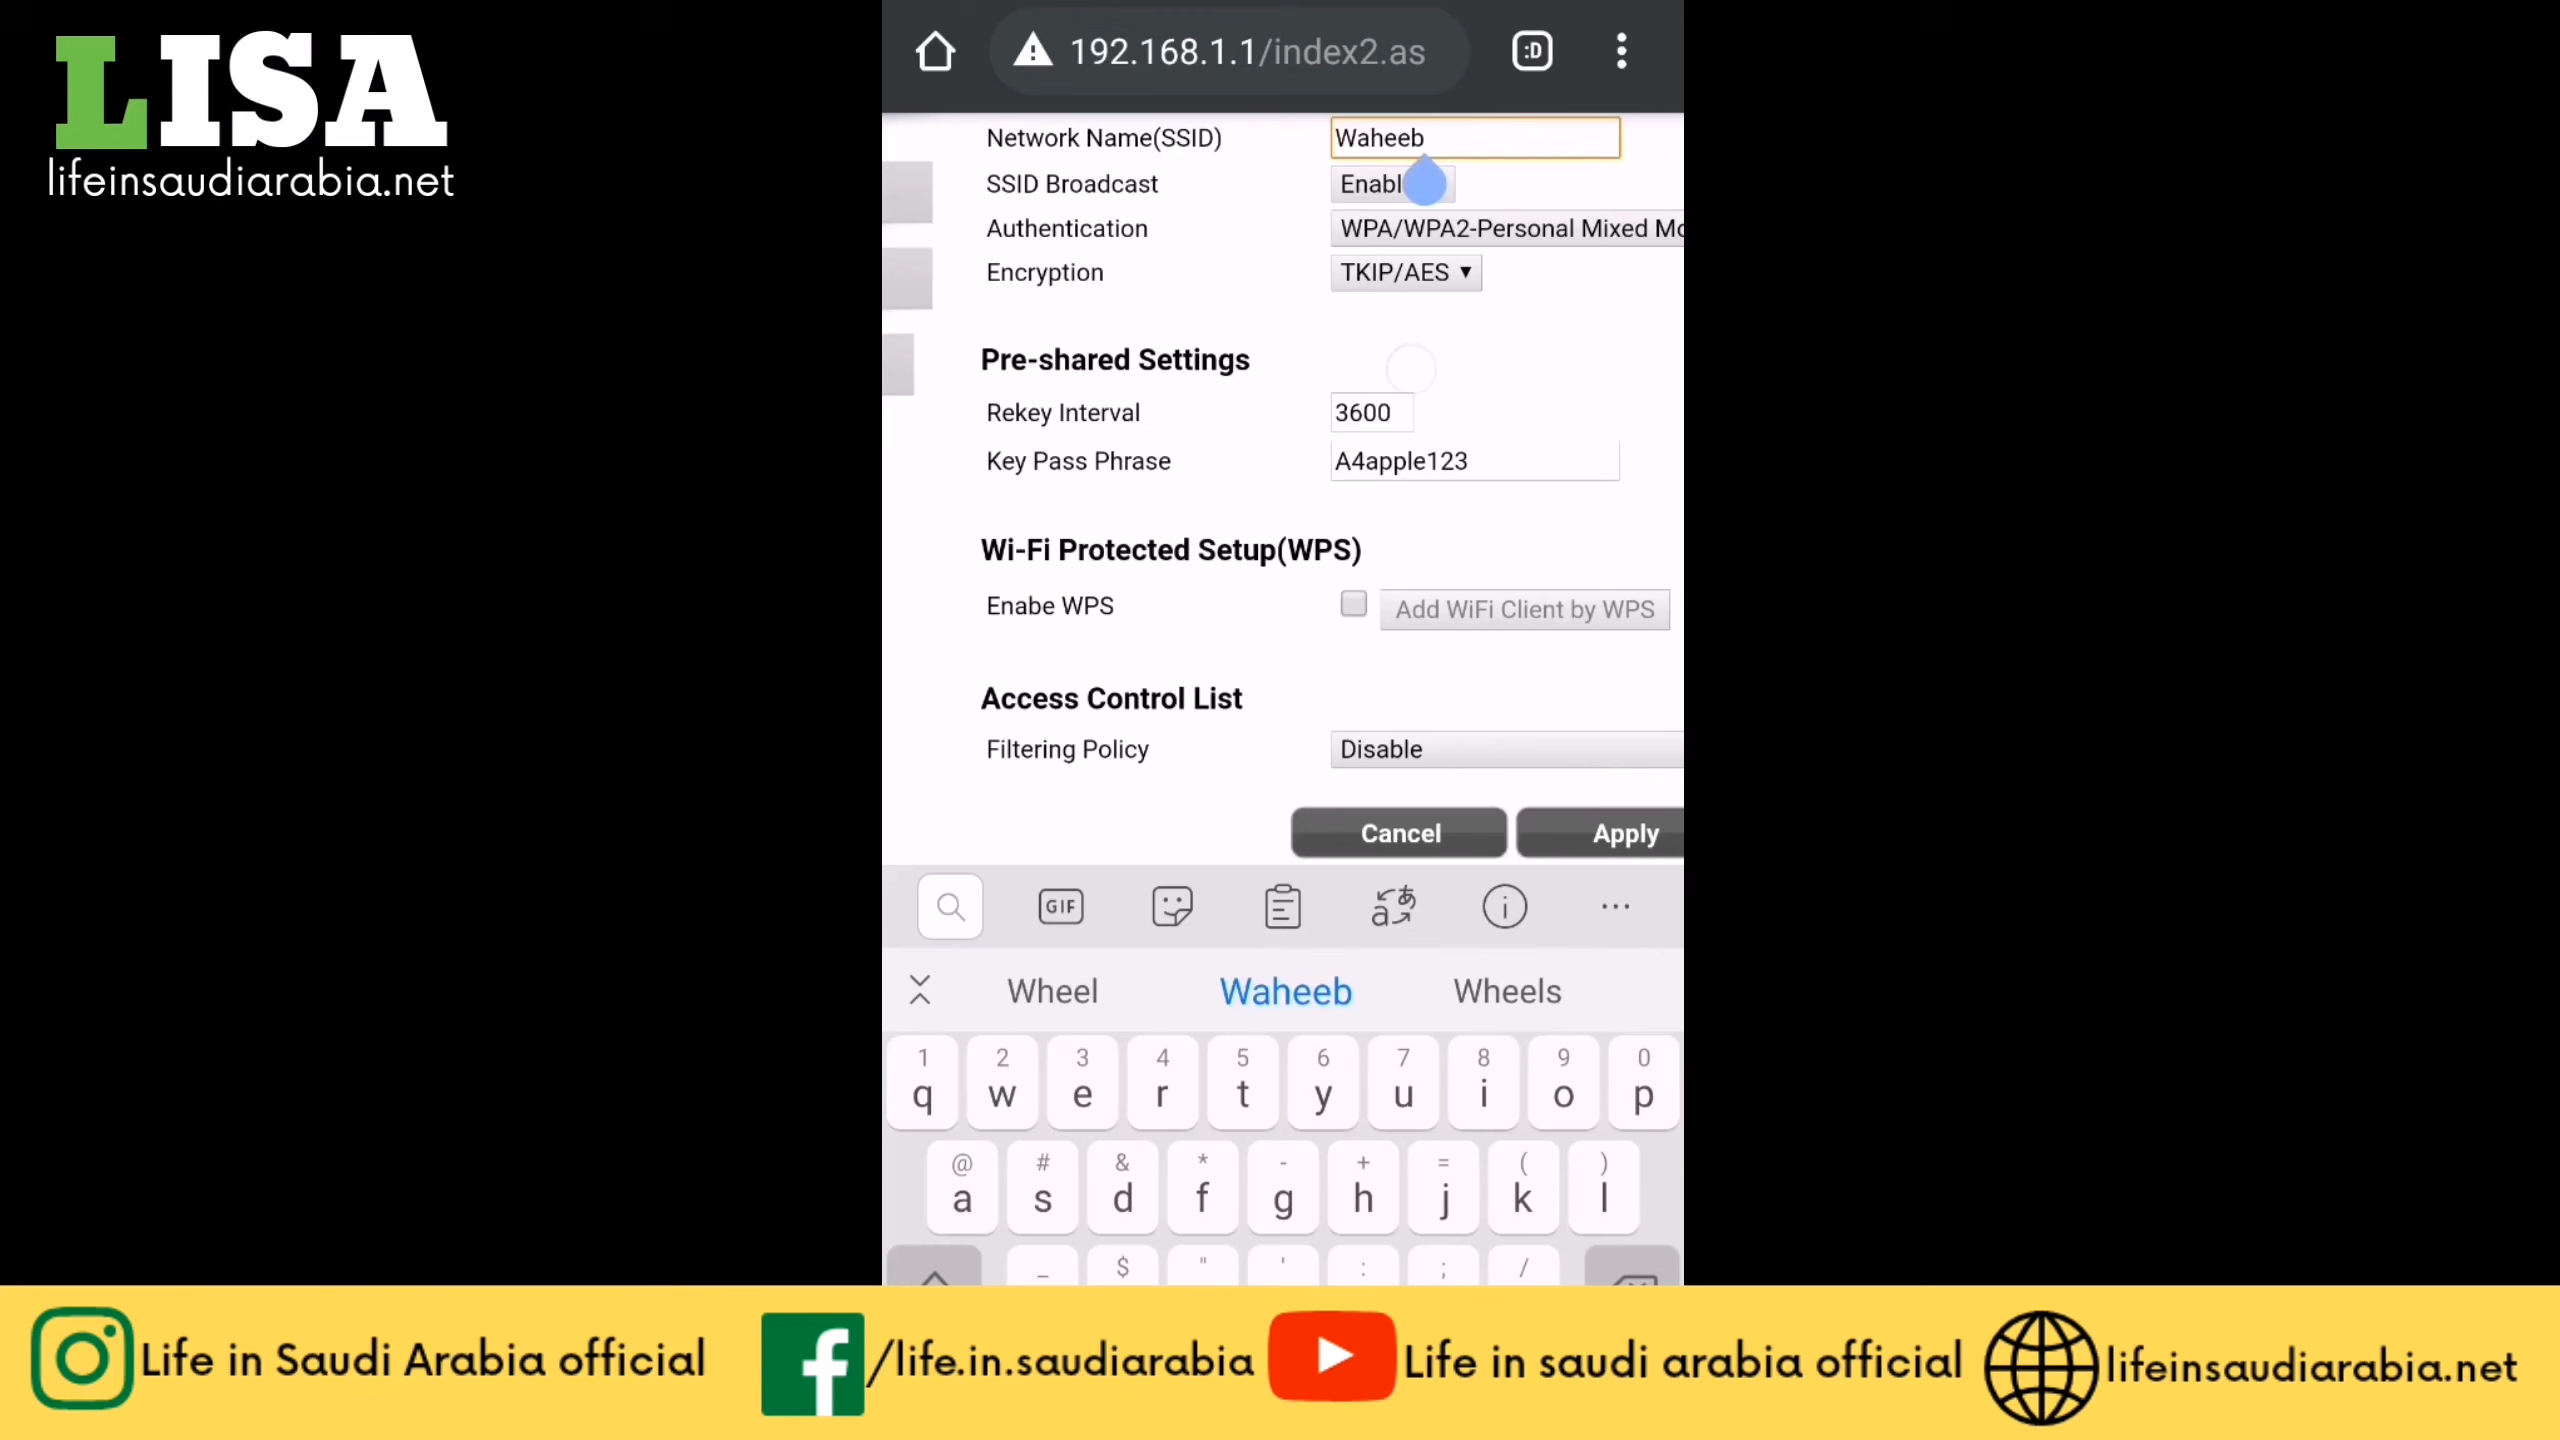 LISA
lifeinsaudiarabia.net
192.168.1.1/index2.as
:D
Network Name(SSID) Waheeb
SSID Broadcast Enabl
Authentication WPA/WPA2-Personal Mixed Mo
Encryption TKIP/AES ▼
Pre-shared Settings
Rekey Interval 3600
Key Pass Phrase A4apple123
Wi-Fi Protected Setup(WPS)
Enabe WPS Add WiFi Client by WPS
Access Control List
Filtering Policy Disable
Cancel Apply
GIF
Wheel Waheeb Wheels
1 2 3 4 5 6 7 8 9 0
q w e r t y u i o p
@ # & * - + = ( )
a s d f g h j k l
_ $ " ' : ; /
Life in Saudi Arabia official f /life.in.saudiarabia Life in saudi arabia official lifeinsaudiarabia.net